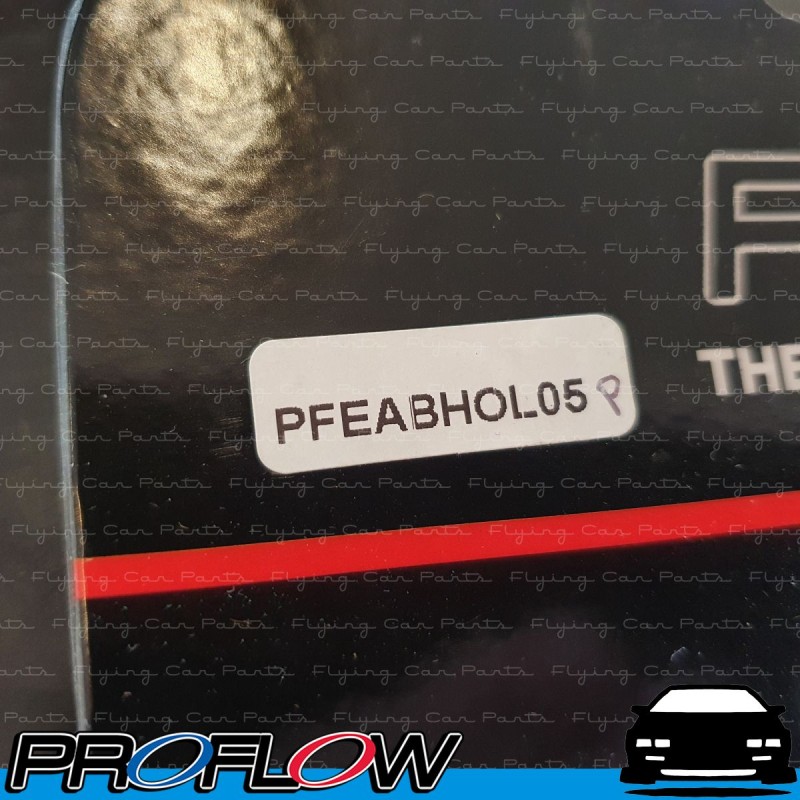 Flying Car Parts
THE
PFEABHOL05 P
PROFLOW